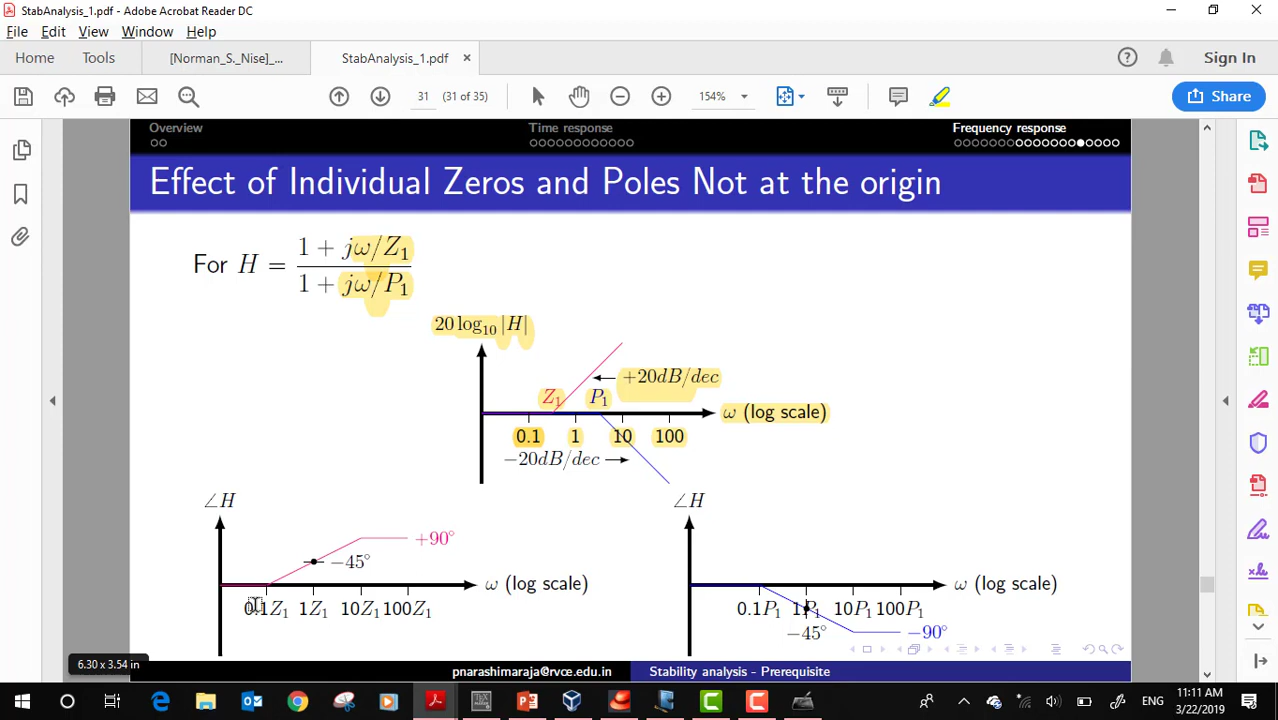 StabAnalysis_1.pdf - Adobe Acrobat Reader DC
File Edit View Window Help
Home Tools [Norman_S._Nise]_... StabAnalysis_1.pdf × Sign In
31 (31 of 35) 154% Share
Overview Time response Frequency response
Effect of Individual Zeros and Poles Not at the origin
For H = (1 + jω/Z₁)/(1 + jω/P₁)
20 log₁₀ |H|
+20dB/dec
Z₁ P₁
ω (log scale)
0.1 1 10 100
−20dB/dec
∠H
+90°
−45°
ω (log scale)
0.1Z₁ 1Z₁ 10Z₁ 100Z₁
∠H
ω (log scale)
0.1P₁ 1P₁ 10P₁ 100P₁
−45°
−90°
6.30 x 3.54 in
pnarashimaraja@rvce.edu.in Stability analysis - Prerequisite
ENG
11:11 AM
3/22/2019